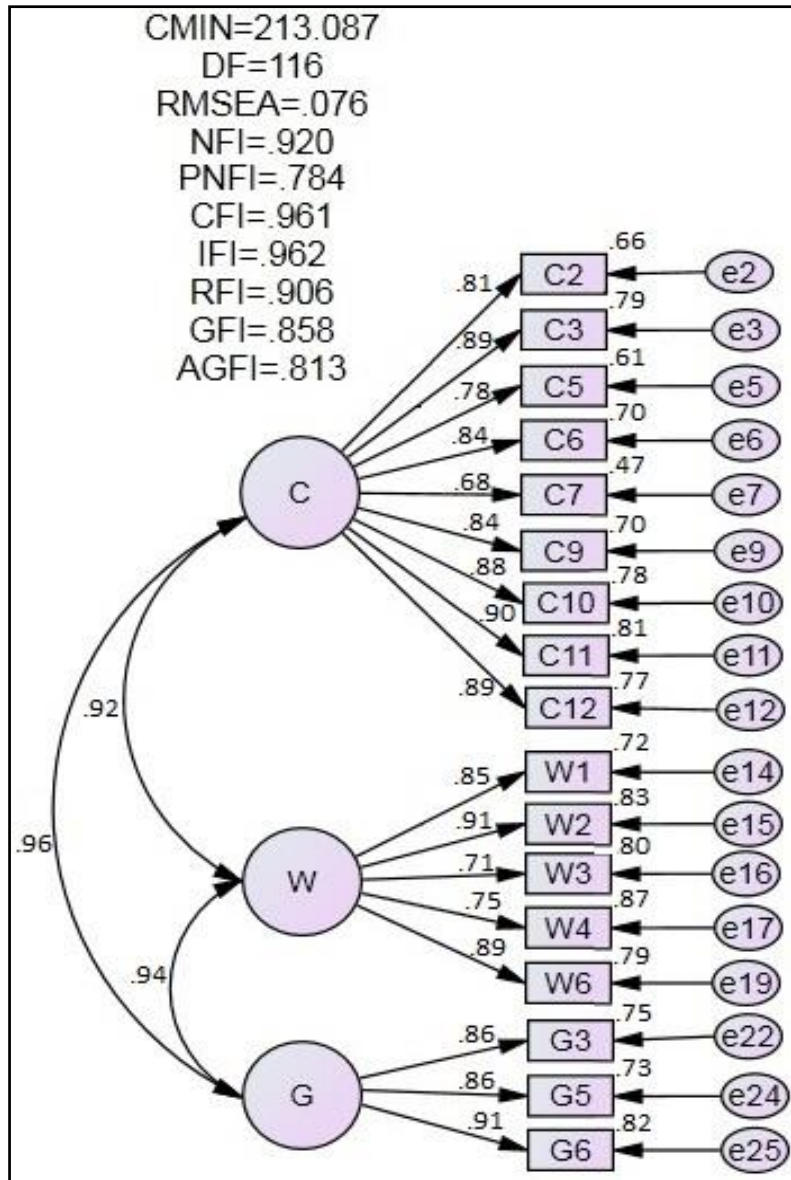 CMIN=213.087
DF=116
RMSEA=.076
NFI=.920
PNFI=.784
CFI=.961
IFI=.962
RFI=.906
GFI=.858
AGFI=.813
.66
.81 C2 e2
.79
.89 C3 e3
.61
.78 C5 e5
.70
.84 C6 e6
.47
C .68 C7 e7
.70
.84 C9 e9
.78
.88 C10 e10
.81
.90 C11 e11
.77
.89 C12 e12
.92
.72
.85 W1 e14
.83
.91 W2 e15
.80
.96
W .71 W3 e16
.87
.75 W4 e17
.79
.89 W6 e19
.94
.75
.86 G3 e22
.73
G .86 G5 e24
.82
.91 G6 e25